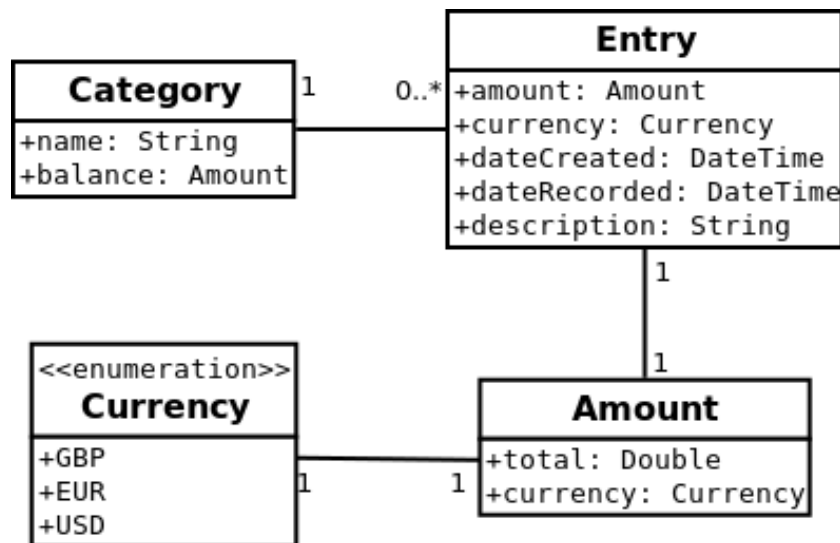 Category
+name: String
+balance: Amount
1
0..*
Entry
+amount: Amount
+currency: Currency
+dateCreated: DateTime
+dateRecorded: DateTime
+description: String
1
1
<<enumeration>>
Currency
+GBP
+EUR
+USD
1
1
Amount
+total: Double
+currency: Currency